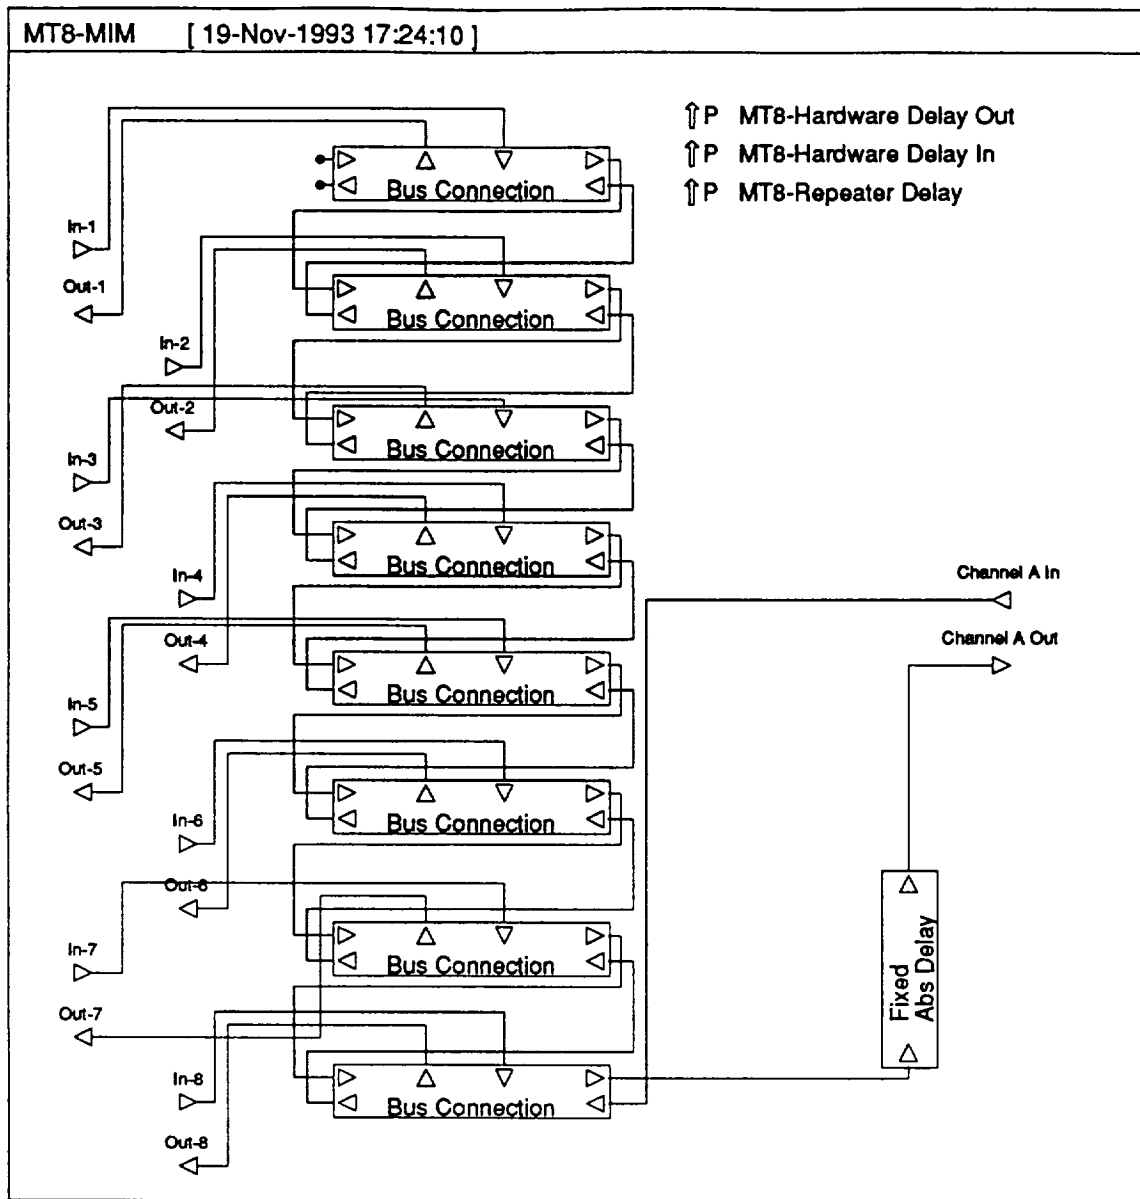 MT8-MIM [ 19-Nov-1993 17:24:10 ]
⇧P MT8-Hardware Delay Out
⇧P MT8-Hardware Delay In
⇧P MT8-Repeater Delay
Bus Connection
In-1
Out-1
Bus Connection
In-2
Out-2
Bus Connection
In-3
Out-3
Bus Connection
In-4
Channel A In
Out-4
Channel A Out
Bus Connection
In-5
Out-5
Bus Connection
In-6
Out-6
Bus Connection
In-7
Fixed
Abs Delay
Out-7
In-8
Bus Connection
Out-8